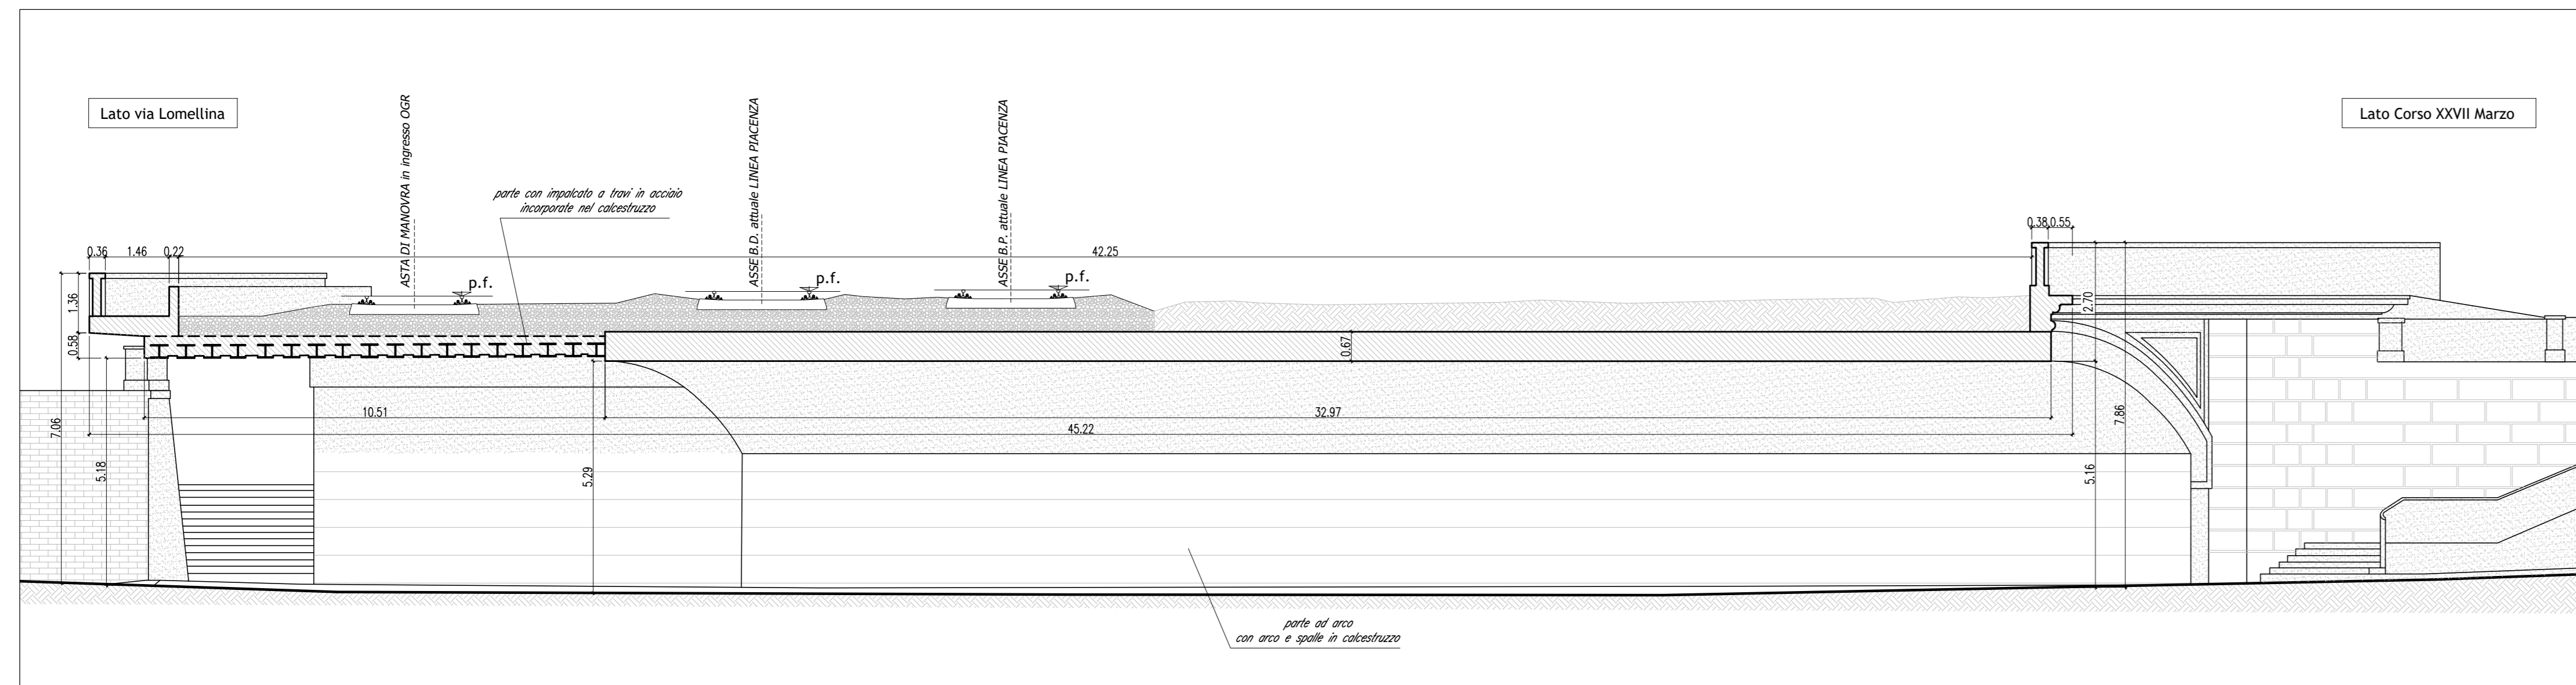 Lato via Lomellina
Lato Corso XXVII Marzo
ASTA DI MANOVRA in ingresso OGR
ASSE B.D. attuale LINEA PIACENZA
ASSE B.P. attuale LINEA PIACENZA
parte con impalcato a travi in acciaio
incorporate nel calcestruzzo
0.36
1.46
0.22
42.25
0.38
0.55
p.f.
p.f.
p.f.
1.36
2.70
0.58
0.67
10.51
32.97
7.06
45.22
7.86
5.18
5.29
5.16
parte ad arco
con arco e spalle in calcestruzzo